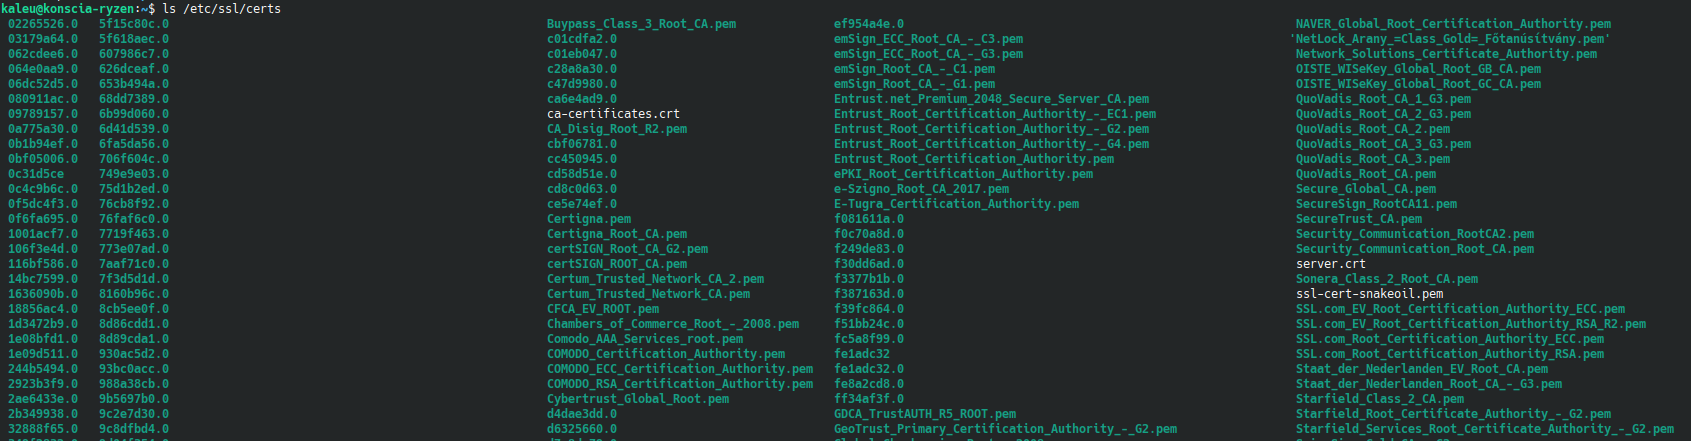 kaleu@konscia-ryzen:~$ ls /etc/ssl/certs
02265526.0 5f15c80c.0 Buypass_Class_3_Root_CA.pem ef954a4e.0 NAVER_Global_Root_Certification_Authority.pem
03179a64.0 5f618aec.0 c01cdfa2.0 emSign_ECC_Root_CA_-_C3.pem 'NetLock_Arany_=Class_Gold=_Főtanúsítvány.pem'
062cdee6.0 607986c7.0 c01eb047.0 emSign_ECC_Root_CA_-_G3.pem Network_Solutions_Certificate_Authority.pem
064e0aa9.0 626dceaf.0 c28a8a30.0 emSign_Root_CA_-_C1.pem OISTE_WISeKey_Global_Root_GB_CA.pem
06dc52d5.0 653b494a.0 c47d9980.0 emSign_Root_CA_-_G1.pem OISTE_WISeKey_Global_Root_GC_CA.pem
080911ac.0 68dd7389.0 ca6e4ad9.0 Entrust.net_Premium_2048_Secure_Server_CA.pem QuoVadis_Root_CA_1_G3.pem
09789157.0 6b99d060.0 ca-certificates.crt Entrust_Root_Certification_Authority_-_EC1.pem QuoVadis_Root_CA_2_G3.pem
0a775a30.0 6d41d539.0 CA_Disig_Root_R2.pem Entrust_Root_Certification_Authority_-_G2.pem QuoVadis_Root_CA_2.pem
0b1b94ef.0 6fa5da56.0 cbf06781.0 Entrust_Root_Certification_Authority_-_G4.pem QuoVadis_Root_CA_3_G3.pem
0bf05006.0 706f604c.0 cc450945.0 Entrust_Root_Certification_Authority.pem QuoVadis_Root_CA_3.pem
0c31d5ce 749e9e03.0 cd58d51e.0 ePKI_Root_Certification_Authority.pem QuoVadis_Root_CA.pem
0c4c9b6c.0 75d1b2ed.0 cd8c0d63.0 e-Szigno_Root_CA_2017.pem Secure_Global_CA.pem
0f5dc4f3.0 76cb8f92.0 ce5e74ef.0 E-Tugra_Certification_Authority.pem SecureSign_RootCA11.pem
0f6fa695.0 76faf6c0.0 Certigna.pem f081611a.0 SecureTrust_CA.pem
1001acf7.0 7719f463.0 Certigna_Root_CA.pem f0c70a8d.0 Security_Communication_RootCA2.pem
106f3e4d.0 773e07ad.0 certSIGN_Root_CA_G2.pem f249de83.0 Security_Communication_Root_CA.pem
116bf586.0 7aaf71c0.0 certSIGN_ROOT_CA.pem f30dd6ad.0 server.crt
14bc7599.0 7f3d5d1d.0 Certum_Trusted_Network_CA_2.pem f3377b1b.0 Sonera_Class_2_Root_CA.pem
1636090b.0 8160b96c.0 Certum_Trusted_Network_CA.pem f387163d.0 ssl-cert-snakeoil.pem
18856ac4.0 8cb5ee0f.0 CFCA_EV_ROOT.pem f39fc864.0 SSL.com_EV_Root_Certification_Authority_ECC.pem
1d3472b9.0 8d86cdd1.0 Chambers_of_Commerce_Root_-_2008.pem f51bb24c.0 SSL.com_EV_Root_Certification_Authority_RSA_R2.pem
1e08bfd1.0 8d89cda1.0 Comodo_AAA_Services_root.pem fc5a8f99.0 SSL.com_Root_Certification_Authority_ECC.pem
1e09d511.0 930ac5d2.0 COMODO_Certification_Authority.pem fe1adc32 SSL.com_Root_Certification_Authority_RSA.pem
244b5494.0 93bc0acc.0 COMODO_ECC_Certification_Authority.pem fe1adc32.0 Staat_der_Nederlanden_EV_Root_CA.pem
2923b3f9.0 988a38cb.0 COMODO_RSA_Certification_Authority.pem fe8a2cd8.0 Staat_der_Nederlanden_Root_CA_-_G3.pem
2ae6433e.0 9b5697b0.0 Cybertrust_Global_Root.pem ff34af3f.0 Starfield_Class_2_CA.pem
2b349938.0 9c2e7d30.0 d4dae3dd.0 GDCA_TrustAUTH_R5_ROOT.pem Starfield_Root_Certificate_Authority_-_G2.pem
32888f65.0 9c8dfbd4.0 d6325660.0 GeoTrust_Primary_Certification_Authority_-_G2.pem Starfield_Services_Root_Certificate_Authority_-_G2.pem